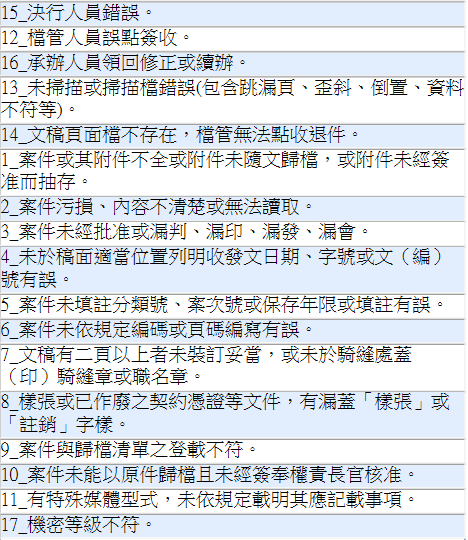 15_決行人員錯誤。
12_檔管人員誤點簽收。
16_承辦人員領回修正或續辦。
13_未掃描或掃描檔錯誤(包含跳漏頁、歪斜、倒置、資料
不符等)。
14_文稿頁面檔不存在，檔管無法點收退件。
1_案件或其附件不全或附件未隨文歸檔，或附件未經簽
准而抽存。
2_案件污損、內容不清楚或無法讀取。
3_案件未經批准或漏判、漏印、漏發、漏會。
4_未於稿面適當位置列明收發文日期、字號或文（編）
號有誤。
5_案件未填註分類號、案次號或保存年限或填註有誤。
6_案件未依規定編碼或頁碼編寫有誤。
7_文稿有二頁以上者未裝訂妥當，或未於騎縫處蓋
（印）騎縫章或職名章。
8_樣張或已作廢之契約憑證等文件，有漏蓋「樣張」或
「註銷」字樣。
9_案件與歸檔清單之登載不符。
10_案件未能以原件歸檔且未經簽奉權責長官核准。
11_有特殊媒體型式，未依規定載明其應記載事項。
17_機密等級不符。